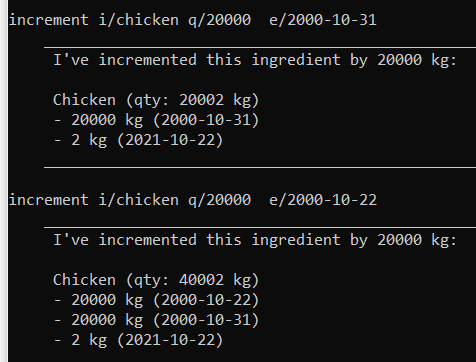 increment i/chicken q/20000  e/2000-10-31
I've incremented this ingredient by 20000 kg:
Chicken (qty: 20002 kg)
- 20000 kg (2000-10-31)
- 2 kg (2021-10-22)
increment i/chicken q/20000  e/2000-10-22
I've incremented this ingredient by 20000 kg:
Chicken (qty: 40002 kg)
- 20000 kg (2000-10-22)
- 20000 kg (2000-10-31)
- 2 kg (2021-10-22)